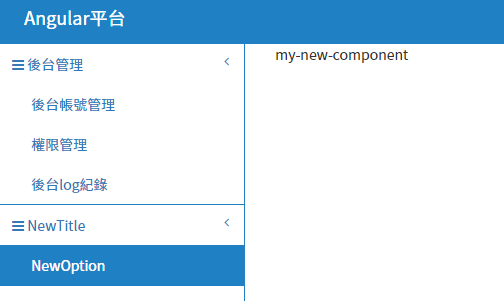 Angular平台
後台管理
my-new-component
後台帳號管理
權限管理
後台log紀錄
NewTitle
NewOption